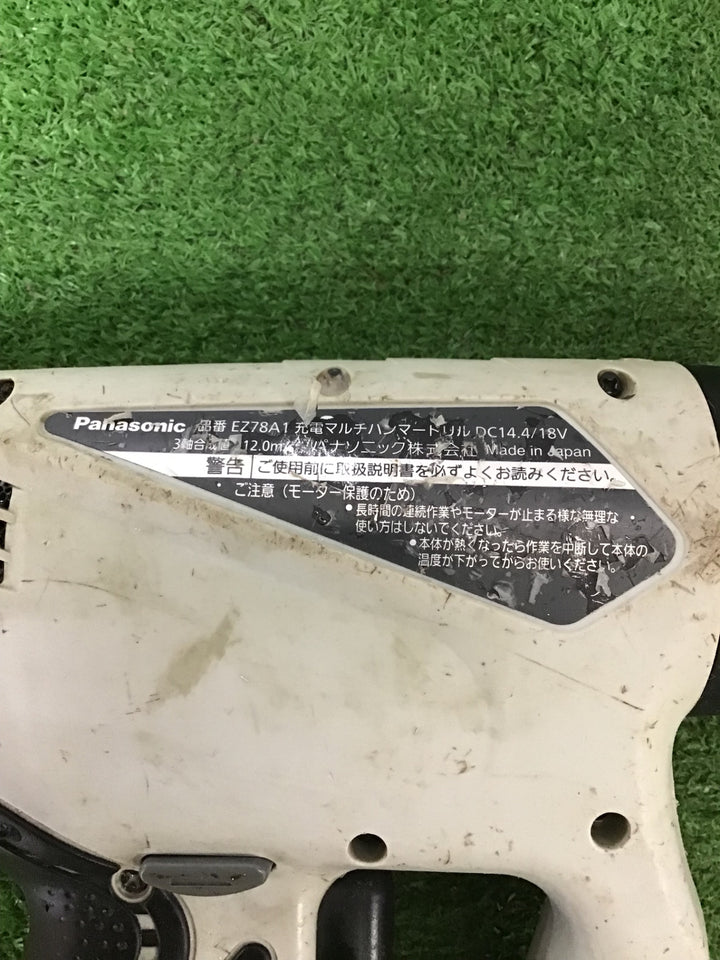 Panasonic 品番 EZ78A1 充電マルチハンマードリル DC14.4/18V
3軸合成値 12.0m/s² パナソニック株式会社 Made in Japan
警告 ご使用前に取扱説明書を必ずよくお読みください。
・ご注意（モーター保護のため）
●長時間の連続作業やモーターが止まる様な無理な
使い方はしないでください。
●本体が熱くなったら作業を中断して本体の
温度が下がってからお使いください。